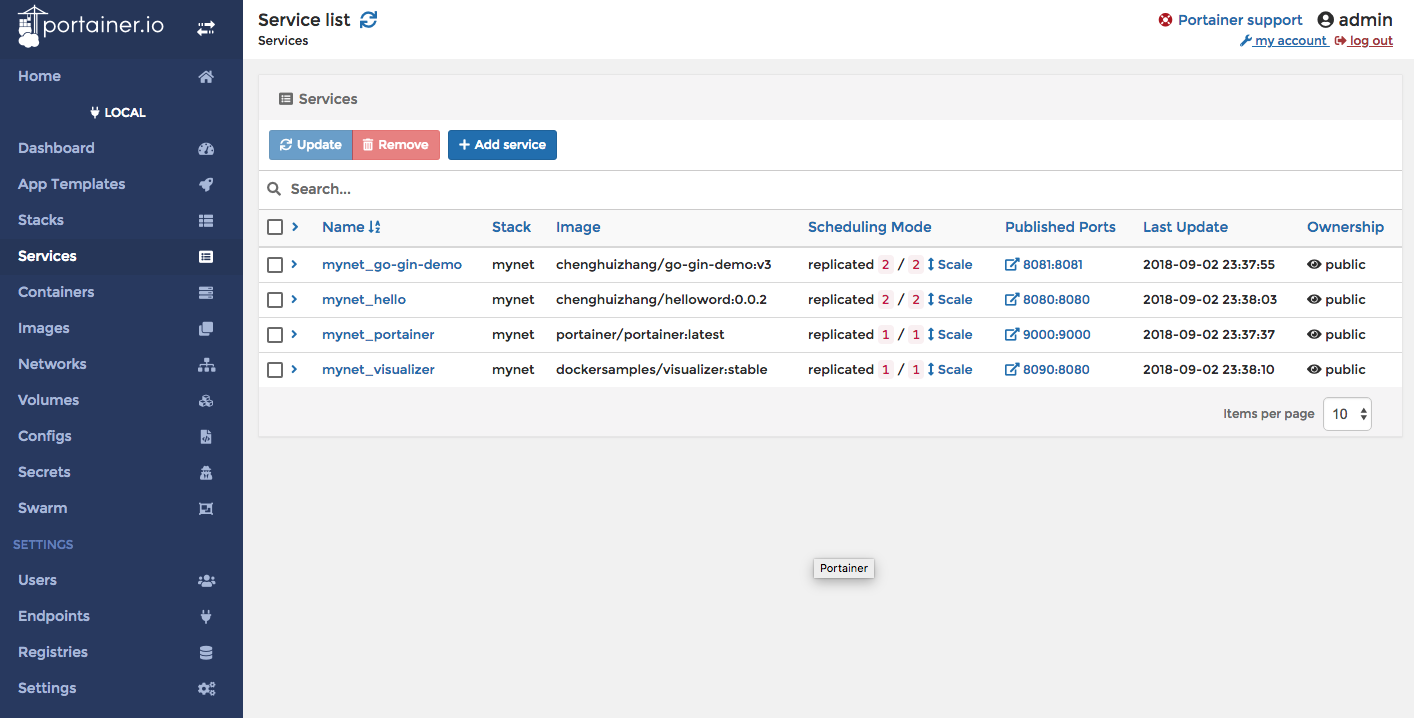 portainer.io
Home
LOCAL
Dashboard
App Templates
Stacks
Services
Containers
Images
Networks
Volumes
Configs
Secrets
Swarm
SETTINGS
Users
Endpoints
Registries
Settings
Service list
Services
Portainer support admin
my account log out
Services
Update Remove + Add service
Search...
Name Stack Image Scheduling Mode Published Ports Last Update Ownership
mynet_go-gin-demo mynet chenghuizhang/go-gin-demo:v3 replicated 2 / 2 Scale 8081:8081 2018-09-02 23:37:55 public
mynet_hello mynet chenghuizhang/helloword:0.0.2 replicated 2 / 2 Scale 8080:8080 2018-09-02 23:38:03 public
mynet_portainer mynet portainer/portainer:latest replicated 1 / 1 Scale 9000:9000 2018-09-02 23:37:37 public
mynet_visualizer mynet dockersamples/visualizer:stable replicated 1 / 1 Scale 8090:8080 2018-09-02 23:38:10 public
Items per page 10
Portainer